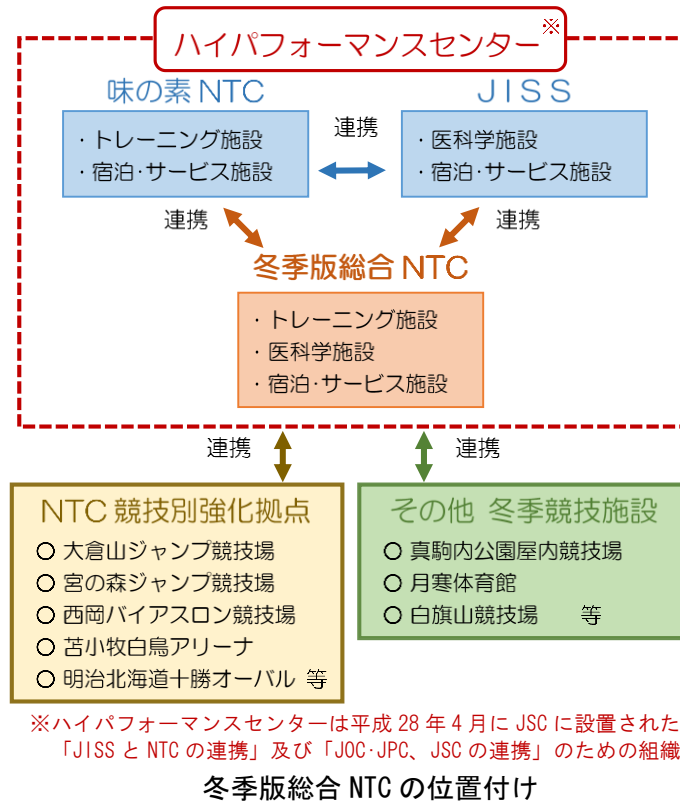 ハイパフォーマンスセンター※
味の素NTC
・トレーニング施設
・宿泊・サービス施設
連携
JISS
・医科学施設
・宿泊・サービス施設
連携
連携
冬季版総合NTC
・トレーニング施設
・医科学施設
・宿泊・サービス施設
連携
連携
NTC競技別強化拠点
○大倉山ジャンプ競技場
○宮の森ジャンプ競技場
○西岡バイアスロン競技場
○苫小牧白鳥アリーナ
○明治北海道十勝オーバル 等
その他 冬季競技施設
○真駒内公園屋内競技場
○月寒体育館
○白旗山競技場 等
※ハイパフォーマンスセンターは平成28年4月にJSCに設置された
「JISSとNTCの連携」及び「JOC・JPC、JSCの連携」のための組織
冬季版総合NTCの位置付け